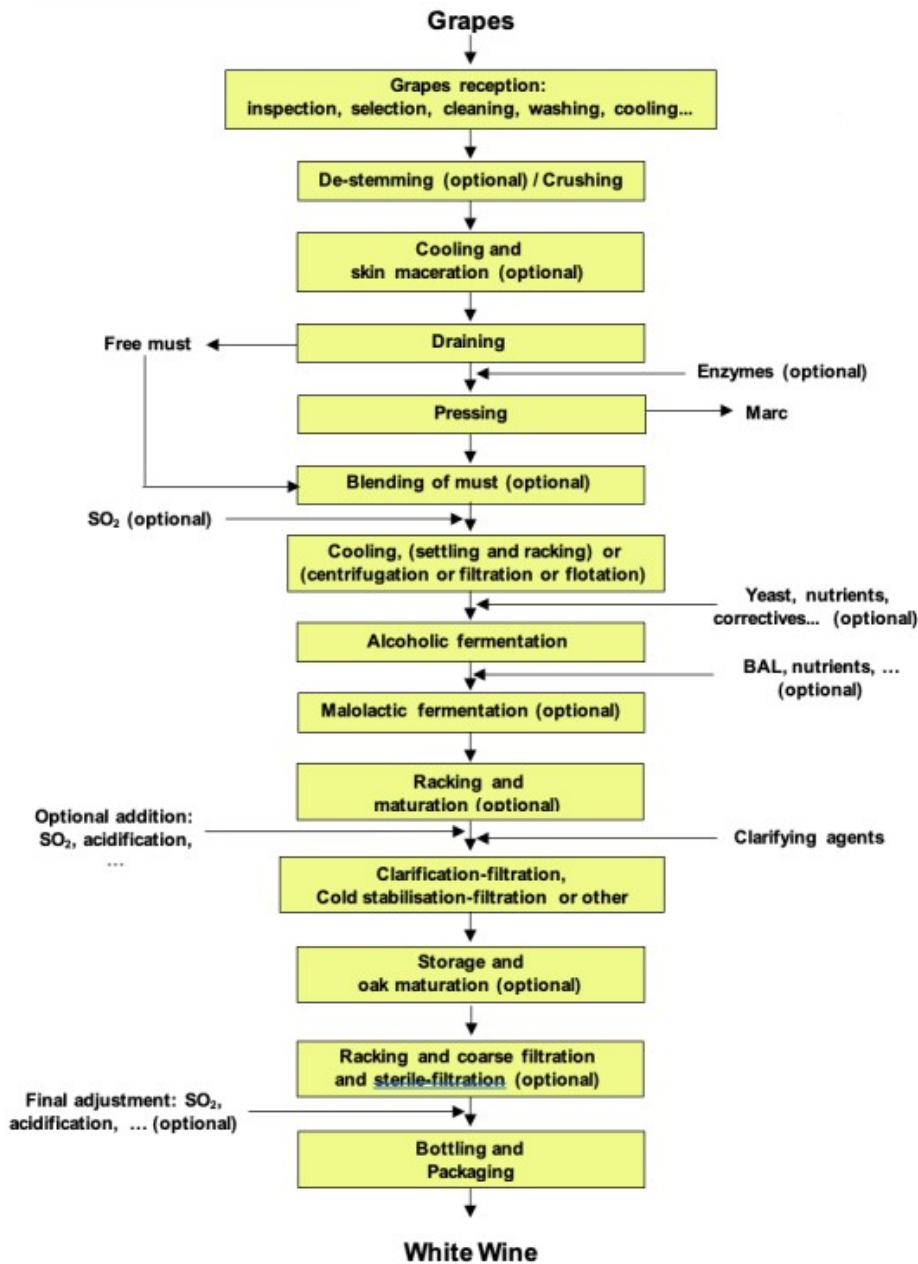 Grapes
Grapes reception:
inspection, selection, cleaning, washing, cooling...
De-stemming (optional) / Crushing
Cooling and
skin maceration (optional)
Free must
Draining
Enzymes (optional)
Pressing
Marc
Blending of must (optional)
SO₂ (optional)
Cooling, (settling and racking) or
(centrifugation or filtration or flotation)
Yeast, nutrients,
correctives... (optional)
Alcoholic fermentation
BAL, nutrients, ...
(optional)
Malolactic fermentation (optional)
Racking and
maturation (optional)
Optional addition:
SO₂, acidification,
...
Clarifying agents
Clarification-filtration,
Cold stabilisation-filtration or other
Storage and
oak maturation (optional)
Racking and coarse filtration
and sterile-filtration (optional)
Final adjustment: SO₂,
acidification, ... (optional)
Bottling and
Packaging
White Wine